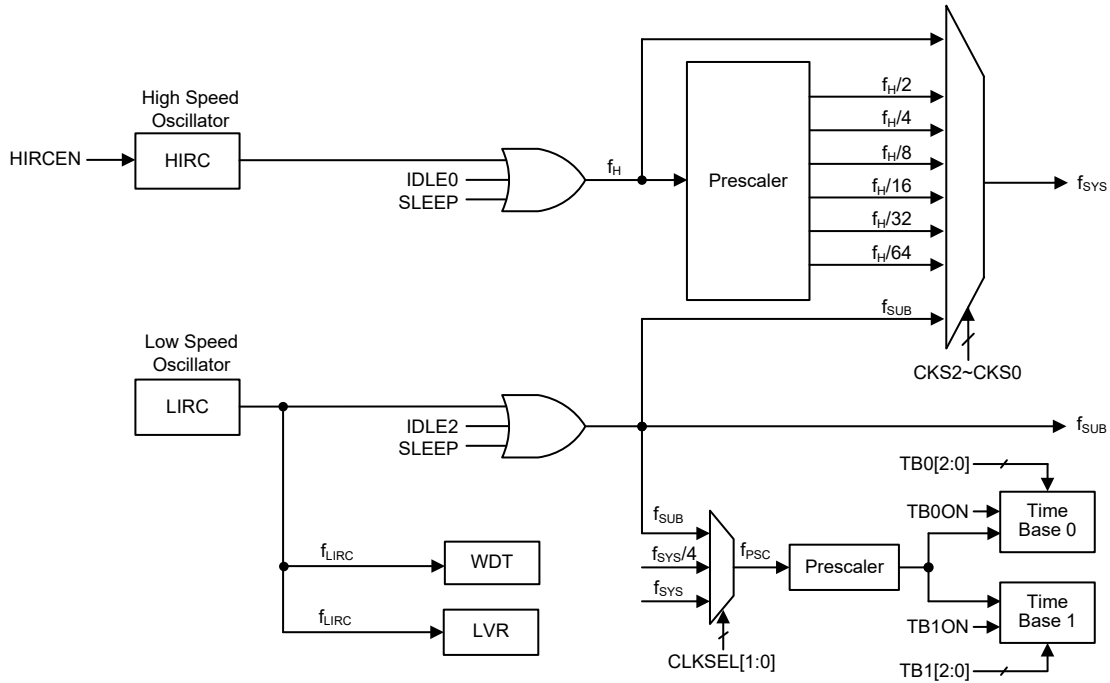 High Speed
Oscillator
HIRCEN
HIRC
IDLE0
SLEEP
fH
Prescaler
fH/2
fH/4
fH/8
fH/16
fH/32
fH/64
fSUB
fSYS
CKS2~CKS0
Low Speed
Oscillator
LIRC
IDLE2
SLEEP
fSUB
fSUB
fSYS/4
fSYS
fPSC
Prescaler
CLKSEL[1:0]
TB0[2:0]
TB0ON
Time
Base 0
Time
Base 1
TB1ON
TB1[2:0]
fLIRC
WDT
fLIRC
LVR